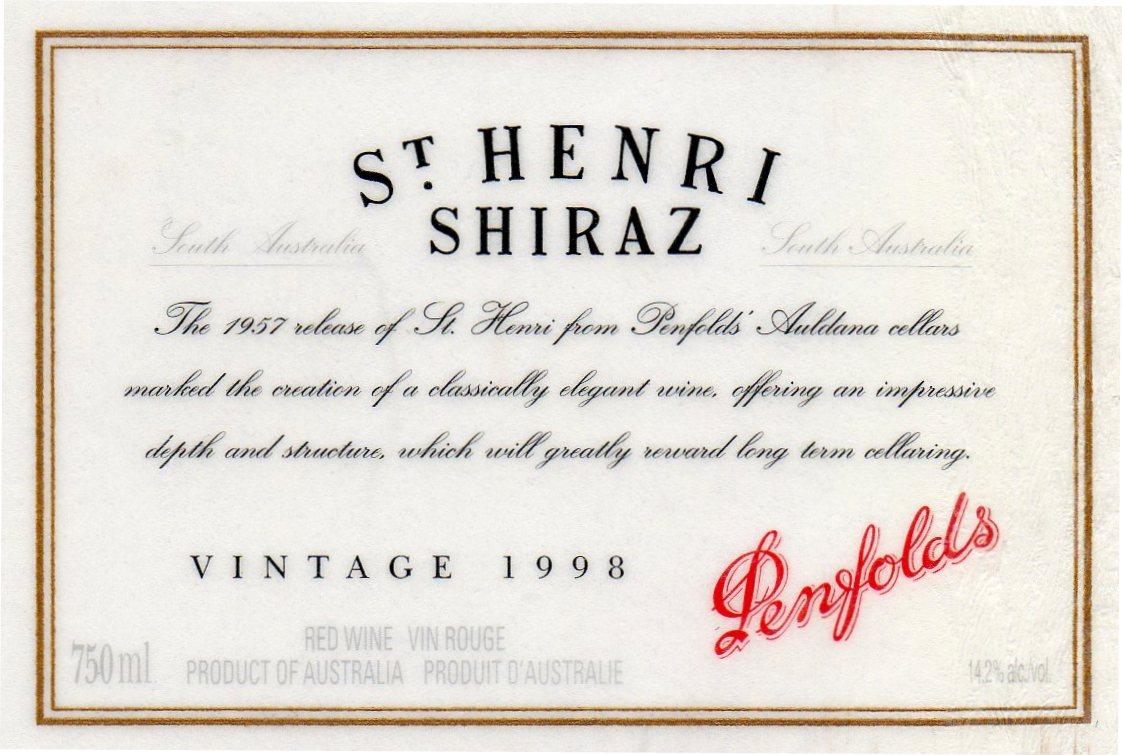 ST. HENRI
SHIRAZ
South Australia South Australia
The 1957 release of St. Henri from Penfolds' Auldana cellars
marked the creation of a classically elegant wine, offering an impressive
depth and structure, which will greatly reward long term cellaring.
Penfolds
VINTAGE 1998
RED WINE VIN ROUGE
750 ml PRODUCT OF AUSTRALIA PRODUIT D'AUSTRALIE 14.2% alc./vol.